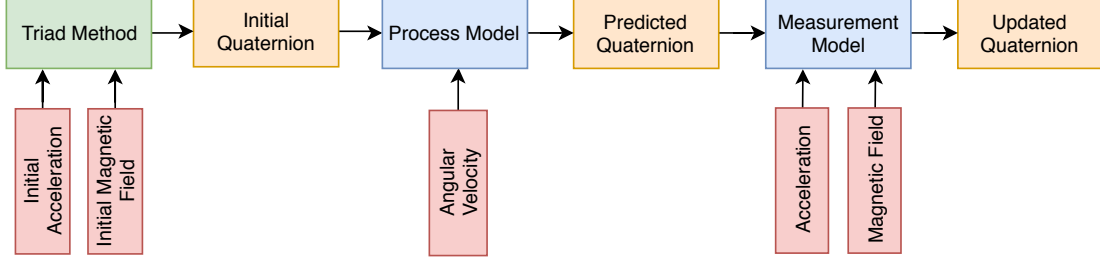 Triad Method
Initial
Quaternion
Process Model
Predicted
Quaternion
Measurement
Model
Updated
Quaternion
Initial
Acceleration
Initial Magnetic
Field
Angular
Velocity
Acceleration
Magnetic Field